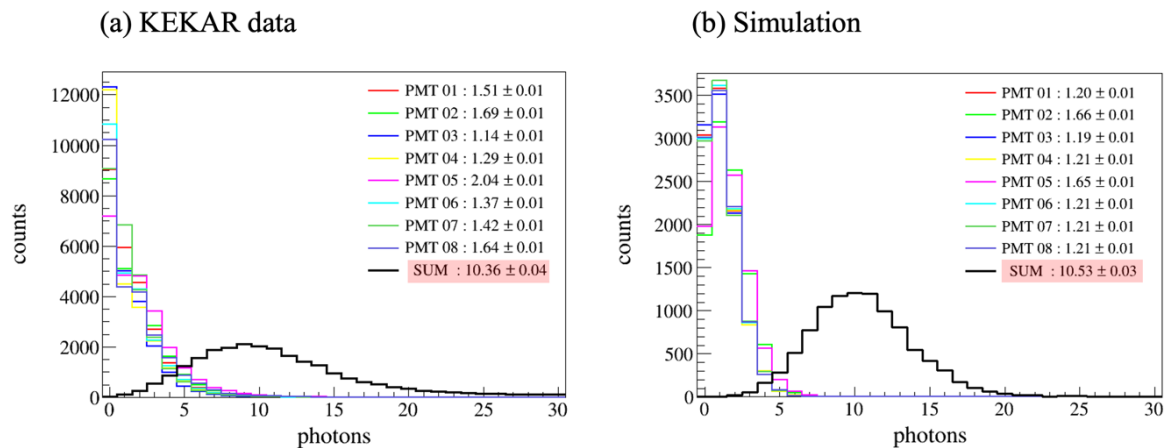 (a) KEKAR data
counts
12000
10000
8000
6000
4000
2000
0
0 5 10 15 20 25 30
photons
PMT 01 : 1.51 ± 0.01
PMT 02 : 1.69 ± 0.01
PMT 03 : 1.14 ± 0.01
PMT 04 : 1.29 ± 0.01
PMT 05 : 2.04 ± 0.01
PMT 06 : 1.37 ± 0.01
PMT 07 : 1.42 ± 0.01
PMT 08 : 1.64 ± 0.01
SUM : 10.36 ± 0.04
(b) Simulation
counts
3500
3000
2500
2000
1500
1000
500
0
0 5 10 15 20 25 30
photons
PMT 01 : 1.20 ± 0.01
PMT 02 : 1.66 ± 0.01
PMT 03 : 1.19 ± 0.01
PMT 04 : 1.21 ± 0.01
PMT 05 : 1.65 ± 0.01
PMT 06 : 1.21 ± 0.01
PMT 07 : 1.21 ± 0.01
PMT 08 : 1.21 ± 0.01
SUM : 10.53 ± 0.03